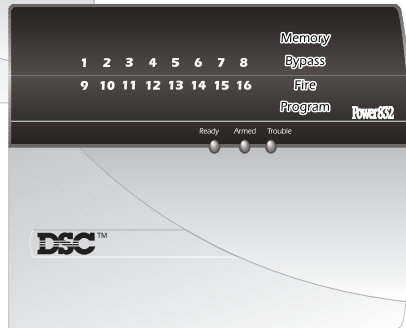 Memory
1 2 3 4 5 6 7 8 Bypass
9 10 11 12 13 14 15 16 Fire
Program Power832
Ready Armed Trouble
DSC™